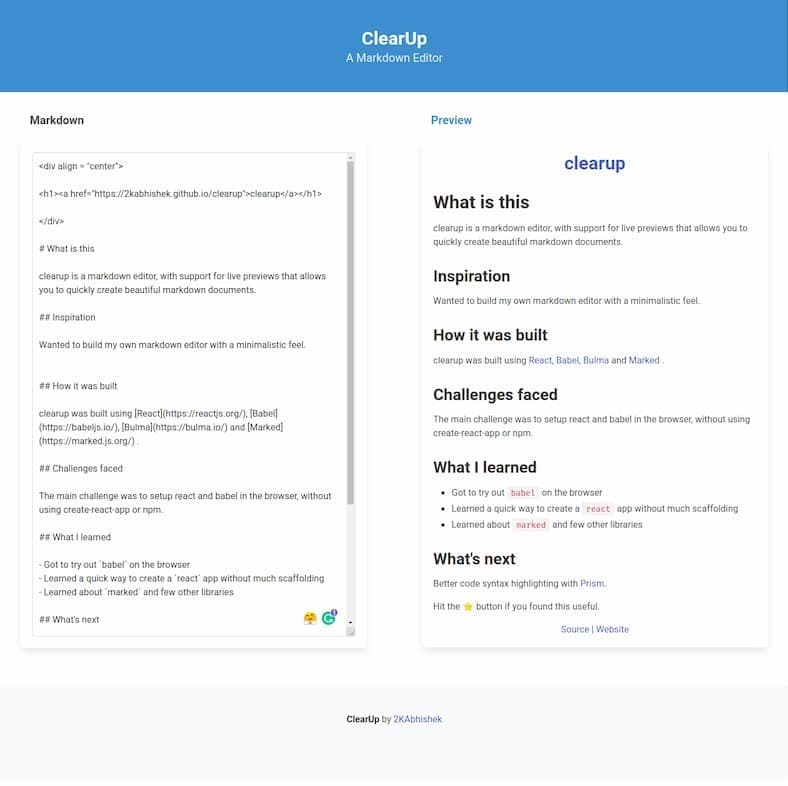 ClearUp
A Markdown Editor
Markdown
<div align = "center">
<h1><a href="https://2kabhishek.github.io/clearup">clearup</a></h1>
</div>
# What is this
clearup is a markdown editor, with support for live previews that allows
you to quickly create beautiful markdown documents.
## Inspiration
Wanted to build my own markdown editor with a minimalistic feel.
## How it was built
clearup was built using [React](https://reactjs.org/), [Babel]
(https://babeljs.io/), [Bulma](https://bulma.io/) and [Marked]
(https://marked.js.org/) .
## Challenges faced
The main challenge was to setup react and babel in the browser, without
using create-react-app or npm.
## What I learned
- Got to try out `babel` on the browser
- Learned a quick way to create a `react` app without much scaffolding
- Learned about `marked` and few other libraries
## What's next
1
Preview
clearup
What is this
clearup is a markdown editor, with support for live previews that allows you to
quickly create beautiful markdown documents.
Inspiration
Wanted to build my own markdown editor with a minimalistic feel.
How it was built
clearup was built using React, Babel, Bulma and Marked .
Challenges faced
The main challenge was to setup react and babel in the browser, without using
create-react-app or npm.
What I learned
• Got to try out babel on the browser
• Learned a quick way to create a react app without much scaffolding
• Learned about marked and few other libraries
What's next
Better code syntax highlighting with Prism.
Hit the ⭐ button if you found this useful.
Source | Website
ClearUp by 2KAbhishek